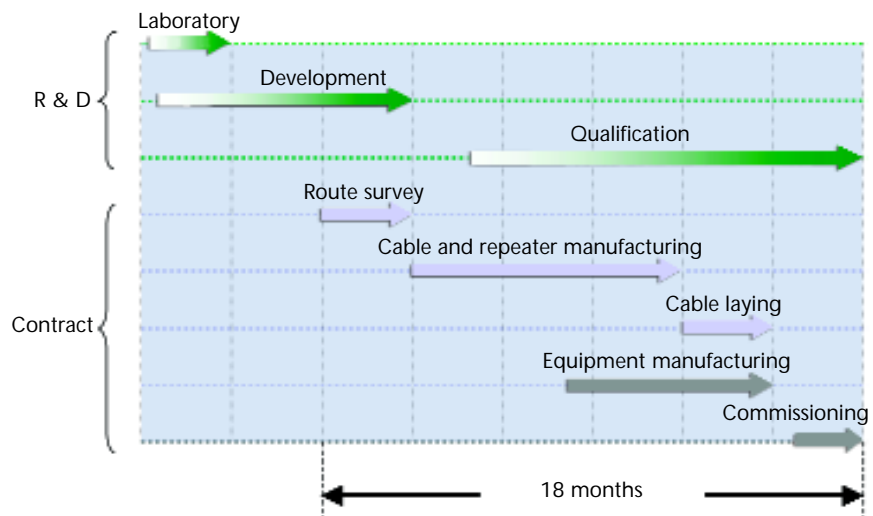 Laboratory
Development
R & D
Qualification
Route survey
Cable and repeater manufacturing
Cable laying
Contract
Equipment manufacturing
Commissioning
18 months